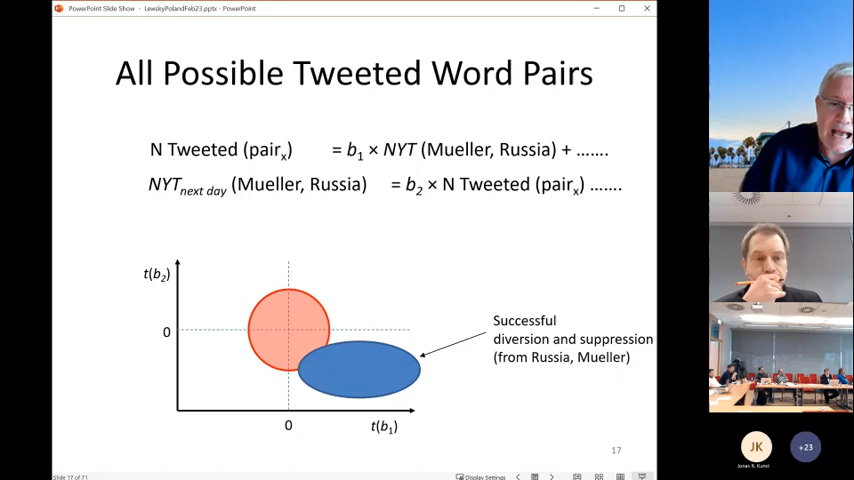 PowerPoint Slide Show - LewskyPolandFeb23.pptx - PowerPoint
All Possible Tweeted Word Pairs
N Tweeted (pairx) = b1 × NYT (Mueller, Russia) + .......
NYTnext day (Mueller, Russia) = b2 × N Tweeted (pairx) .......
t(b2)
0
Successful
diversion and suppression
(from Russia, Mueller)
0
t(b1)
17
Slide 17 of 71
Display Settings
JK
+23
Jonas R. Kunst